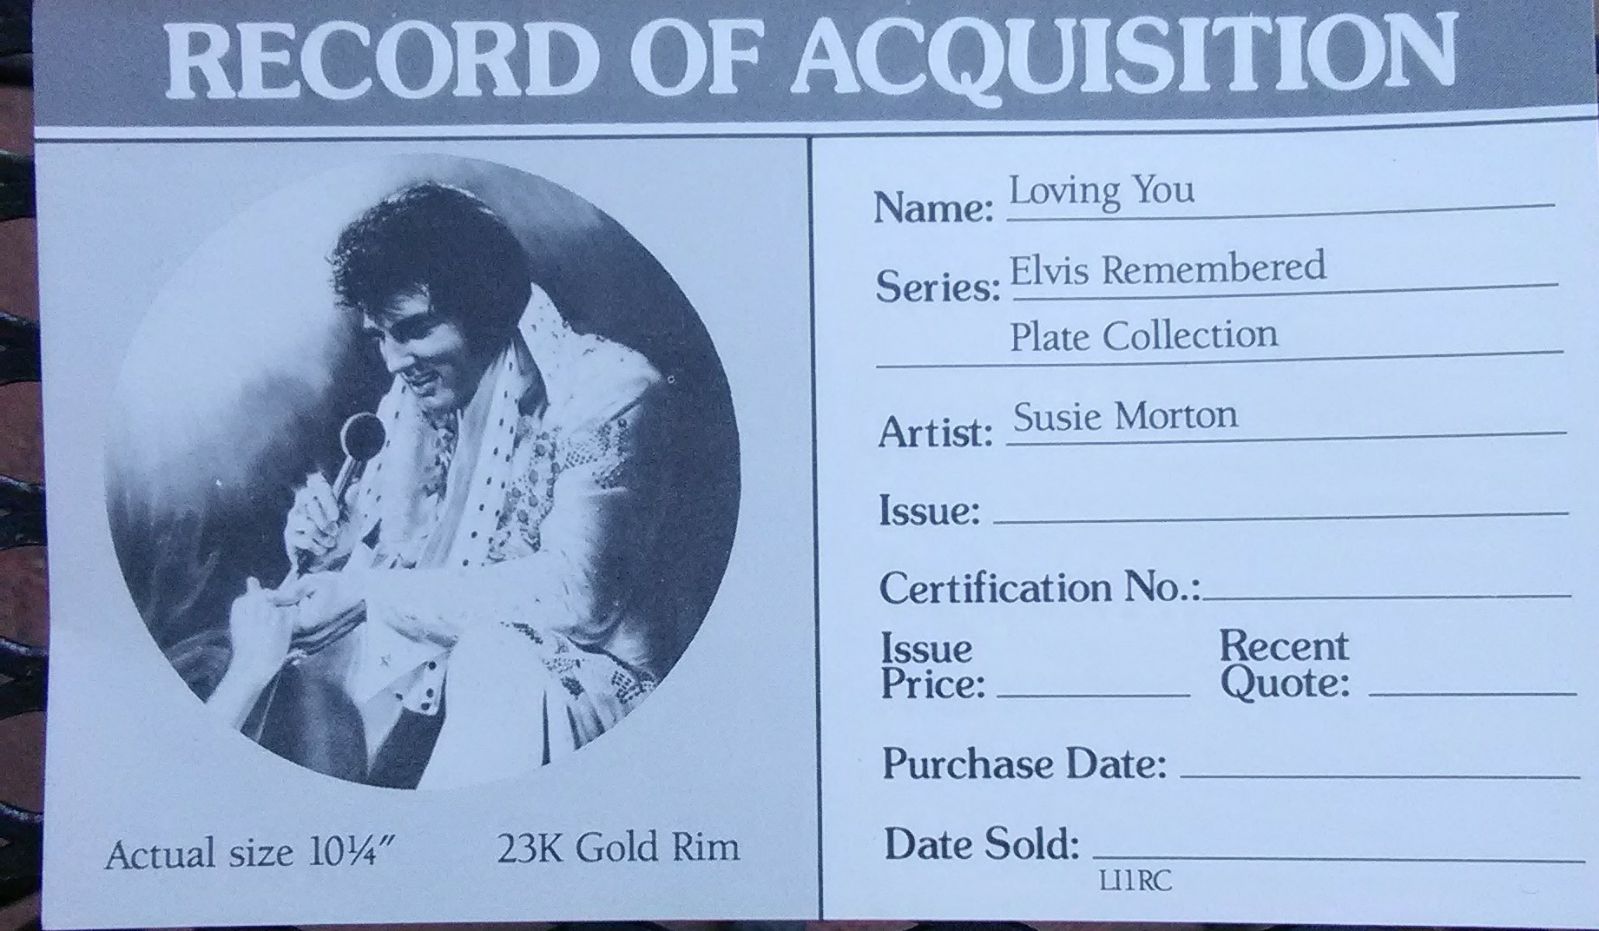 RECORD OF ACQUISITION
Actual size 10¼" 23K Gold Rim
Name: Loving You
Series: Elvis Remembered
Plate Collection
Artist: Susie Morton
Issue:
Certification No.:
Issue Price:
Recent Quote:
Purchase Date:
Date Sold:
LI1RC